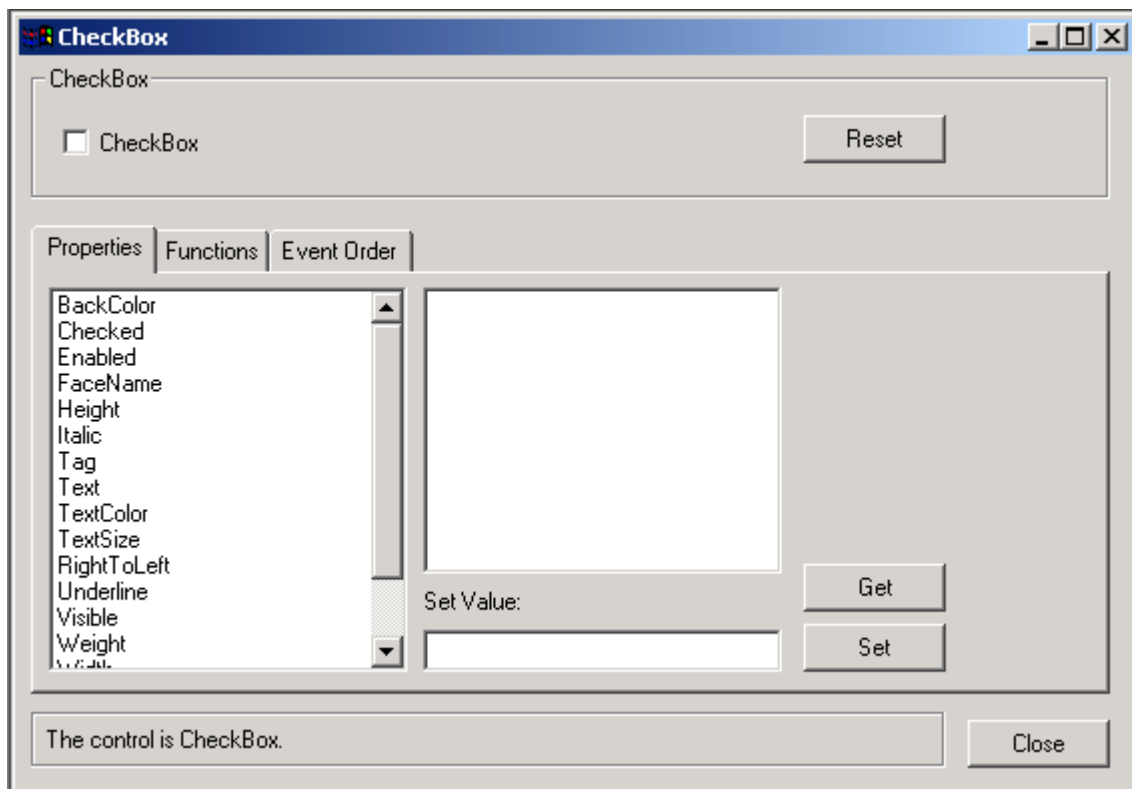 CheckBox
CheckBox
CheckBox
Reset
Properties
Functions
Event Order
BackColor
Checked
Enabled
FaceName
Height
Italic
Tag
Text
TextColor
TextSize
RightToLeft
Underline
Visible
Weight
Width
Set Value:
Get
Set
The control is CheckBox.
Close